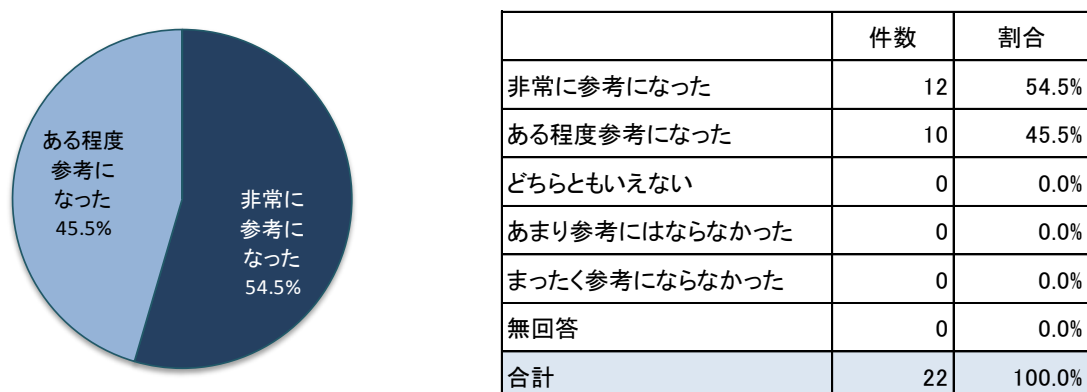 ある程度
参考に
なった
45.5%
非常に
参考に
なった
54.5%
件数 割合
非常に参考になった 12 54.5%
ある程度参考になった 10 45.5%
どちらともいえない 0 0.0%
あまり参考にはならなかった 0 0.0%
まったく参考にならなかった 0 0.0%
無回答 0 0.0%
合計 22 100.0%